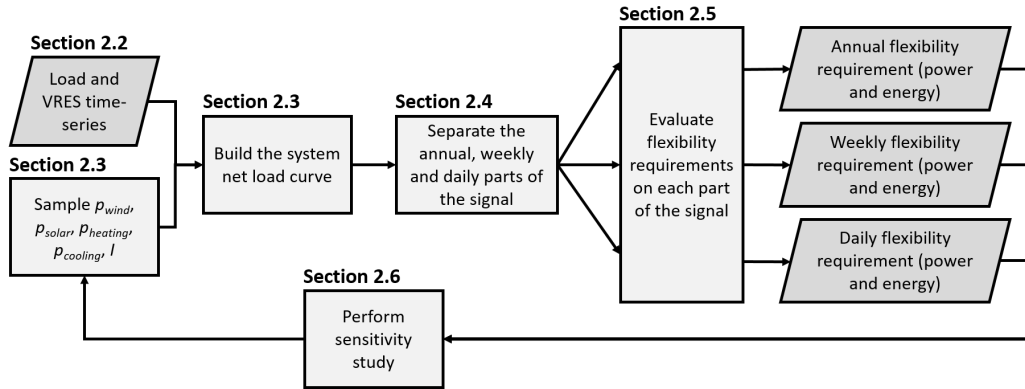 Section 2.2
Load and
VRES time-
series
Section 2.3
Sample p_wind,
p_solar, p_heating,
p_cooling, I
Section 2.3
Build the system
net load curve
Section 2.4
Separate the
annual, weekly
and daily parts of
the signal
Section 2.5
Evaluate
flexibility
requirements
on each part
of the signal
Annual flexibility
requirement (power
and energy)
Weekly flexibility
requirement (power
and energy)
Daily flexibility
requirement (power
and energy)
Section 2.6
Perform
sensitivity
study